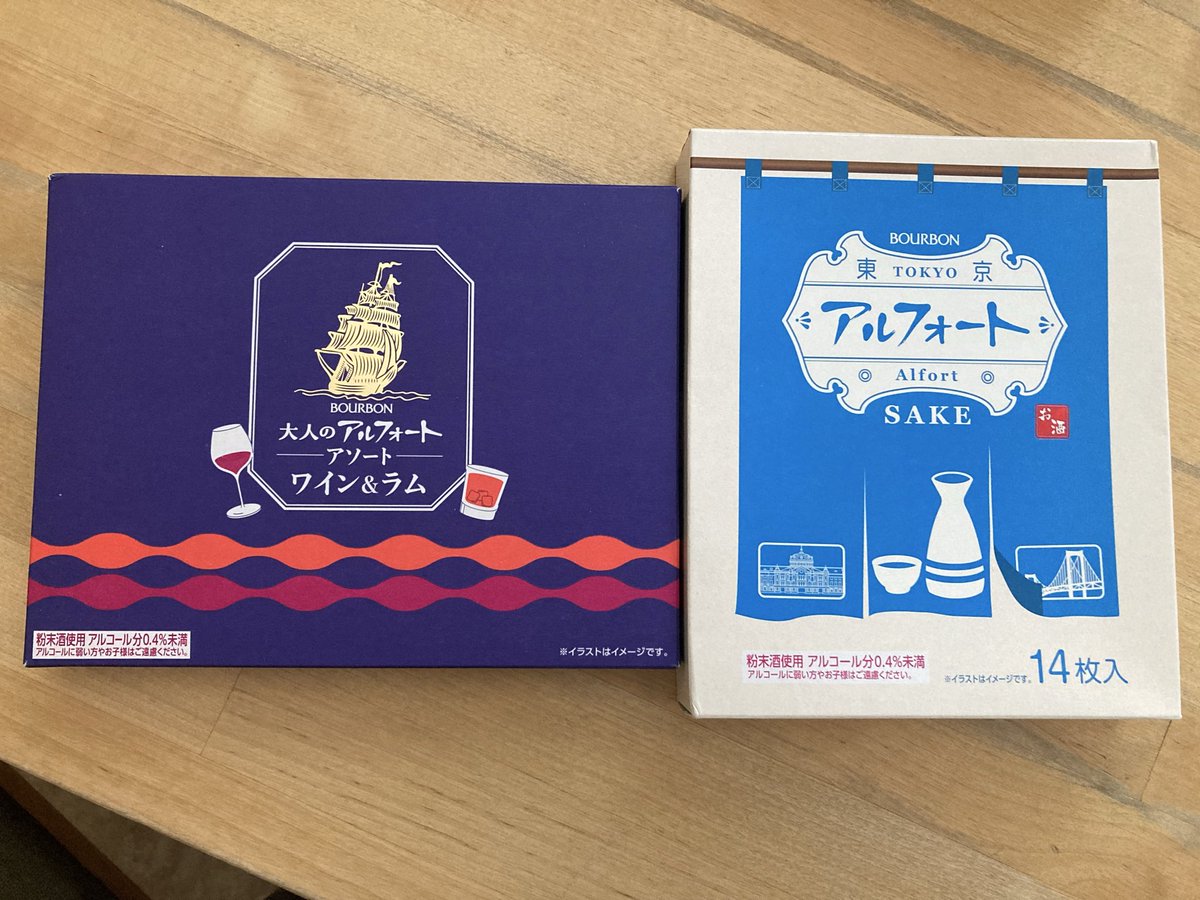 BOURBON
大人のアルフォート
アソート
ワイン&ラム
粉末酒使用 アルコール分0.4%未満
アルコールに弱い方やお子様はご遠慮ください。
※イラストはイメージです。
BOURBON
東 TOKYO 京
アルフォート
Alfort
SAKE
お酒
粉末酒使用 アルコール分0.4%未満
アルコールに弱い方やお子様はご遠慮ください。
※イラストはイメージです。
14枚入